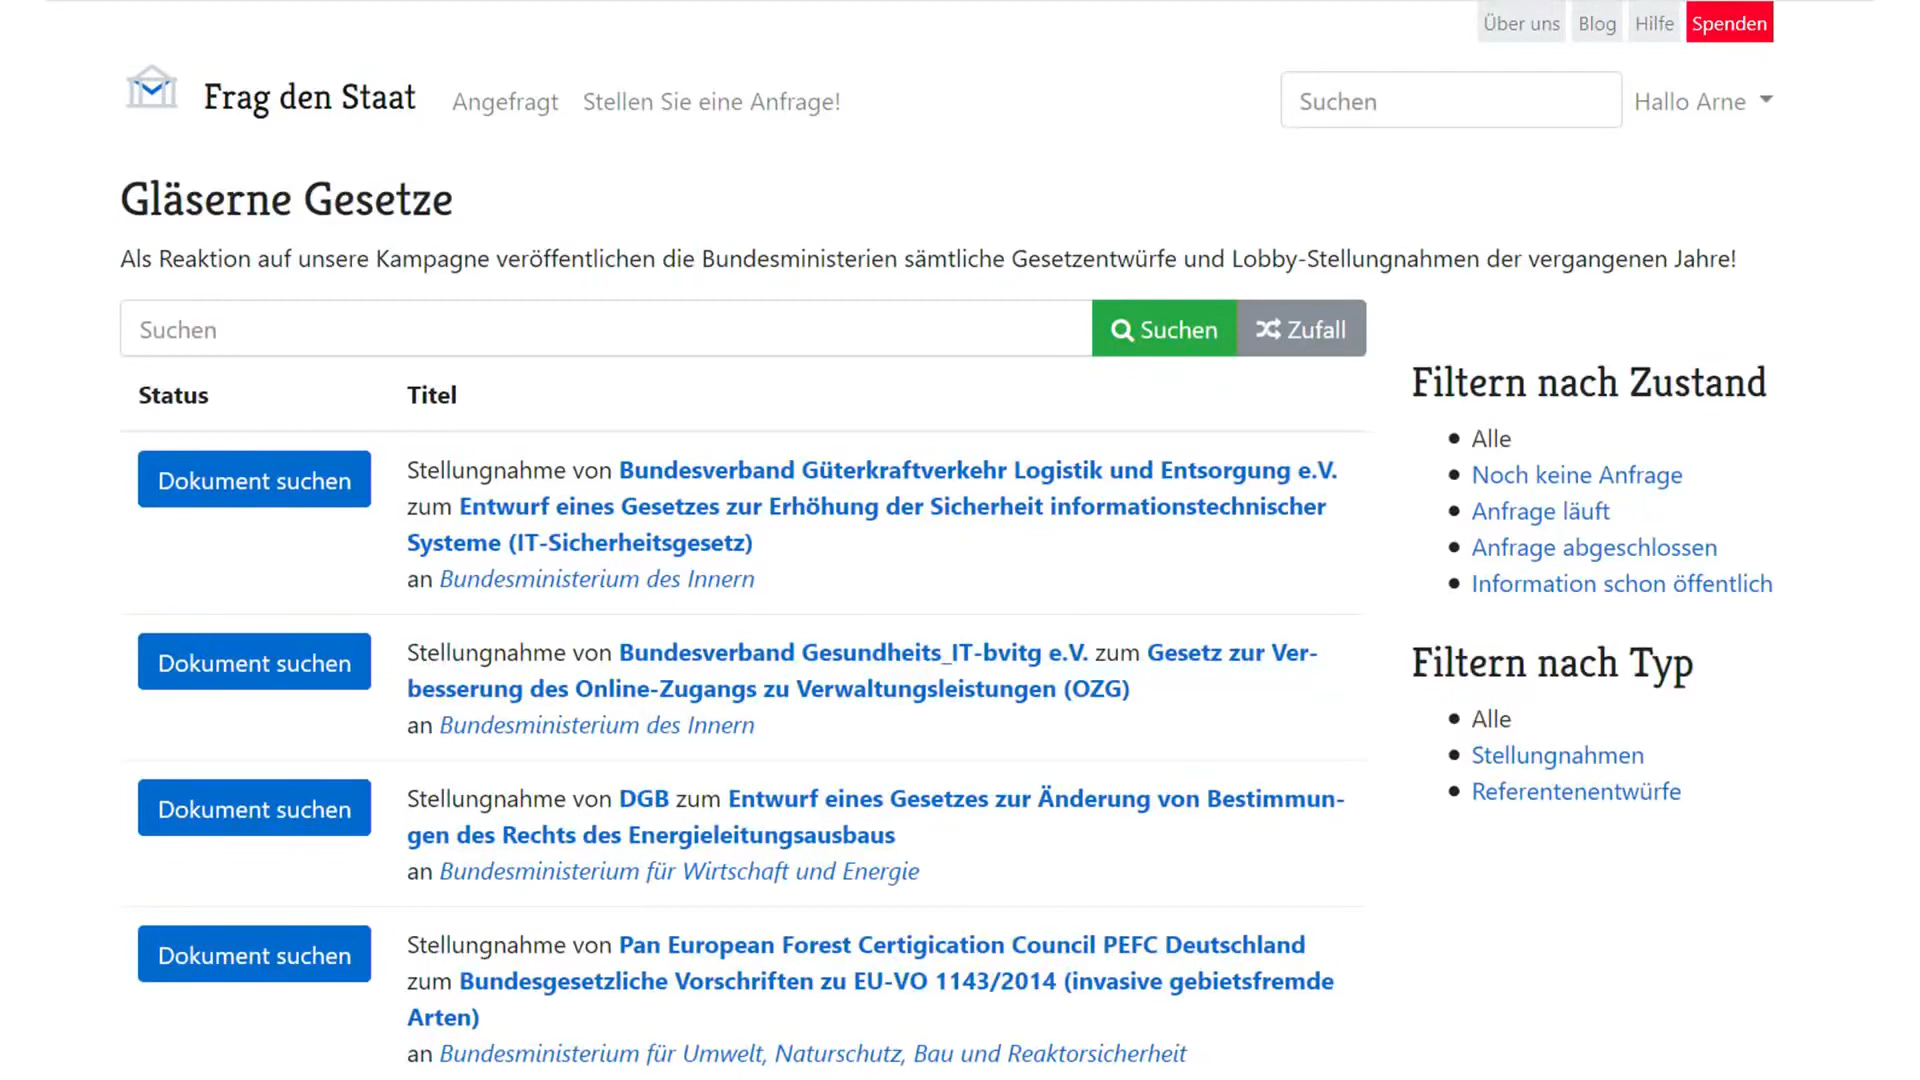 Über uns Blog Hilfe Spenden
Frag den Staat Angefragt Stellen Sie eine Anfrage! Suchen Hallo Arne
Gläserne Gesetze
Als Reaktion auf unsere Kampagne veröffentlichen die Bundesministerien sämtliche Gesetzentwürfe und Lobby-Stellungnahmen der vergangenen Jahre!
Suchen Suchen Zufall
Status Titel
Dokument suchen
Stellungnahme von Bundesverband Güterkraftverkehr Logistik und Entsorgung e.V.
zum Entwurf eines Gesetzes zur Erhöhung der Sicherheit informationstechnischer
Systeme (IT-Sicherheitsgesetz)
an Bundesministerium des Innern
Dokument suchen
Stellungnahme von Bundesverband Gesundheits_IT-bvitg e.V. zum Gesetz zur Ver-
besserung des Online-Zugangs zu Verwaltungsleistungen (OZG)
an Bundesministerium des Innern
Dokument suchen
Stellungnahme von DGB zum Entwurf eines Gesetzes zur Änderung von Bestimmun-
gen des Rechts des Energieleitungsausbaus
an Bundesministerium für Wirtschaft und Energie
Dokument suchen
Stellungnahme von Pan European Forest Certigication Council PEFC Deutschland
zum Bundesgesetzliche Vorschriften zu EU-VO 1143/2014 (invasive gebietsfremde
Arten)
an Bundesministerium für Umwelt, Naturschutz, Bau und Reaktorsicherheit
Filtern nach Zustand
Alle
Noch keine Anfrage
Anfrage läuft
Anfrage abgeschlossen
Information schon öffentlich
Filtern nach Typ
Alle
Stellungnahmen
Referentenentwürfe